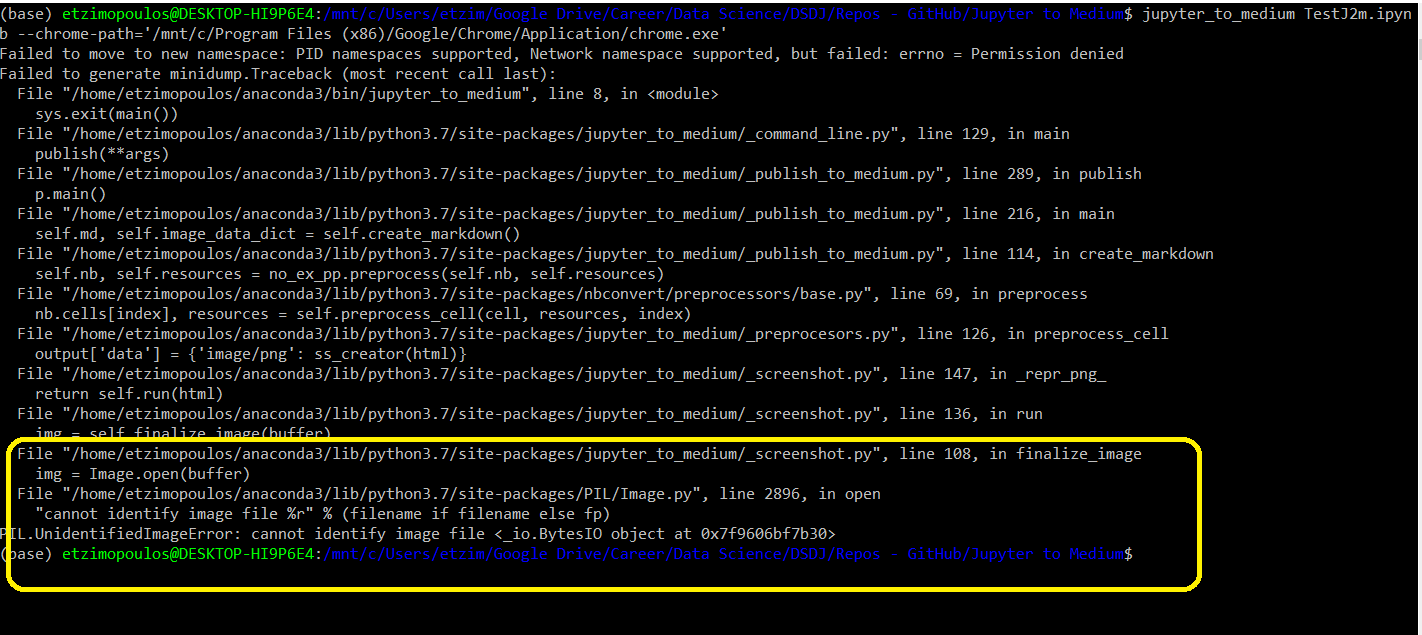 (base) etzimopoulos@DESKTOP-HI9P6E4:/mnt/c/Users/etzim/Google Drive/Career/Data Science/DSDJ/Repos - GitHub/Jupyter to Medium$ jupyter_to_medium TestJ2m.ipyn
b --chrome-path='/mnt/c/Program Files (x86)/Google/Chrome/Application/chrome.exe'
Failed to move to new namespace: PID namespaces supported, Network namespace supported, but failed: errno = Permission denied
Failed to generate minidump.Traceback (most recent call last):
  File "/home/etzimopoulos/anaconda3/bin/jupyter_to_medium", line 8, in <module>
    sys.exit(main())
  File "/home/etzimopoulos/anaconda3/lib/python3.7/site-packages/jupyter_to_medium/_command_line.py", line 129, in main
    publish(**args)
  File "/home/etzimopoulos/anaconda3/lib/python3.7/site-packages/jupyter_to_medium/_publish_to_medium.py", line 289, in publish
    p.main()
  File "/home/etzimopoulos/anaconda3/lib/python3.7/site-packages/jupyter_to_medium/_publish_to_medium.py", line 216, in main
    self.md, self.image_data_dict = self.create_markdown()
  File "/home/etzimopoulos/anaconda3/lib/python3.7/site-packages/jupyter_to_medium/_publish_to_medium.py", line 114, in create_markdown
    self.nb, self.resources = no_ex_pp.preprocess(self.nb, self.resources)
  File "/home/etzimopoulos/anaconda3/lib/python3.7/site-packages/nbconvert/preprocessors/base.py", line 69, in preprocess
    nb.cells[index], resources = self.preprocess_cell(cell, resources, index)
  File "/home/etzimopoulos/anaconda3/lib/python3.7/site-packages/jupyter_to_medium/_preprocesors.py", line 126, in preprocess_cell
    output['data'] = {'image/png': ss_creator(html)}
  File "/home/etzimopoulos/anaconda3/lib/python3.7/site-packages/jupyter_to_medium/_screenshot.py", line 147, in _repr_png_
    return self.run(html)
  File "/home/etzimopoulos/anaconda3/lib/python3.7/site-packages/jupyter_to_medium/_screenshot.py", line 136, in run
    img = self.finalize_image(buffer)
  File "/home/etzimopoulos/anaconda3/lib/python3.7/site-packages/jupyter_to_medium/_screenshot.py", line 108, in finalize_image
    img = Image.open(buffer)
  File "/home/etzimopoulos/anaconda3/lib/python3.7/site-packages/PIL/Image.py", line 2896, in open
    "cannot identify image file %r" % (filename if filename else fp)
PIL.UnidentifiedImageError: cannot identify image file <_io.BytesIO object at 0x7f9606bf7b30>
(base) etzimopoulos@DESKTOP-HI9P6E4:/mnt/c/Users/etzim/Google Drive/Career/Data Science/DSDJ/Repos - GitHub/Jupyter to Medium$